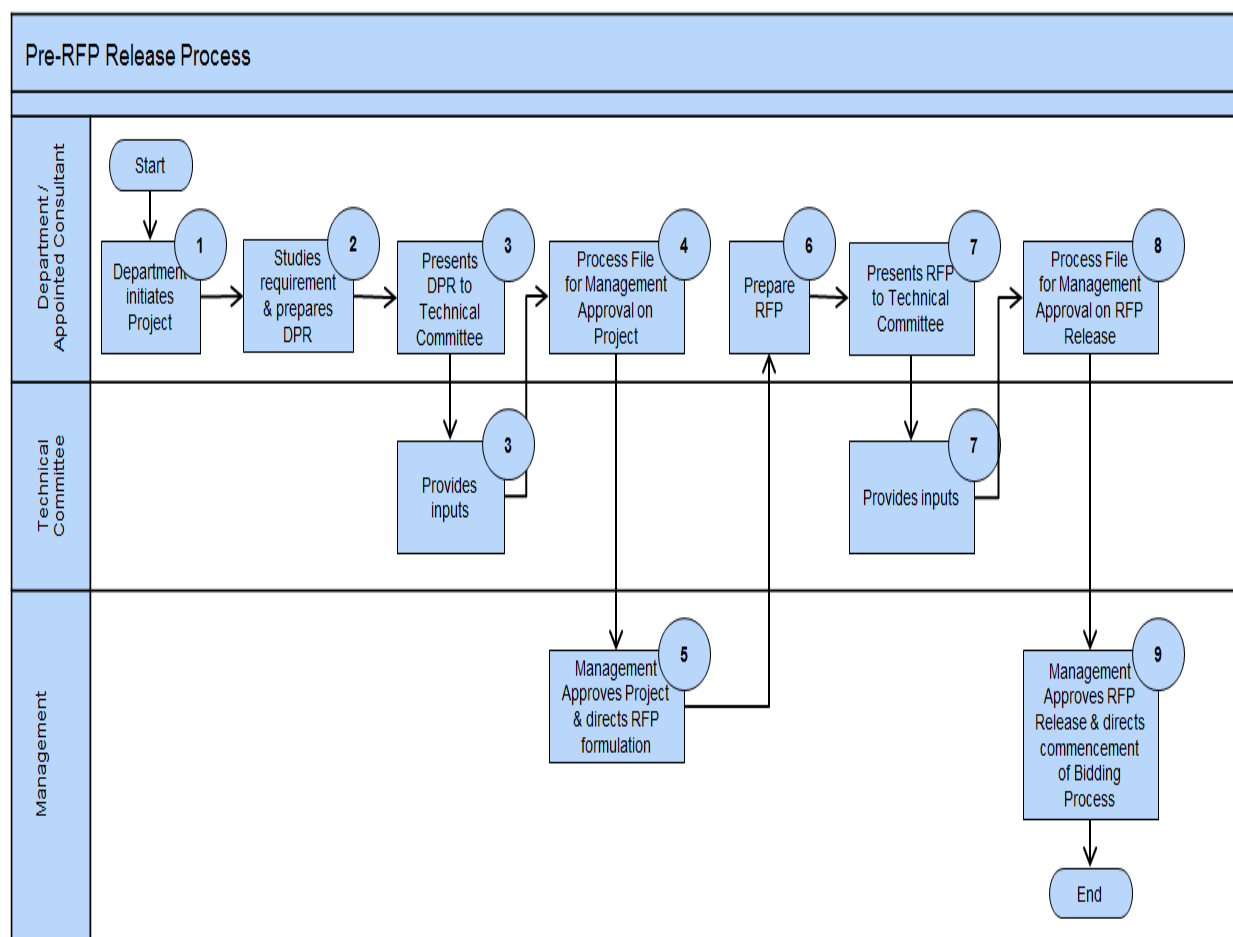 Pre-RFP Release Process
Department /
Appointed Consultant
Start
1
Department
initiates
Project
2
Studies
requirement
& prepares
DPR
3
Presents
DPR to
Technical
Committee
4
Process File
for Management
Approval on
Project
6
Prepare
RFP
7
Presents RFP
to Technical
Committee
8
Process File
for Management
Approval on RFP
Release
Technical
Committee
3
Provides
inputs
7
Provides inputs
Management
5
Management
Approves Project
& directs RFP
formulation
9
Management
Approves RFP
Release & directs
commencement
of Bidding
Process
End